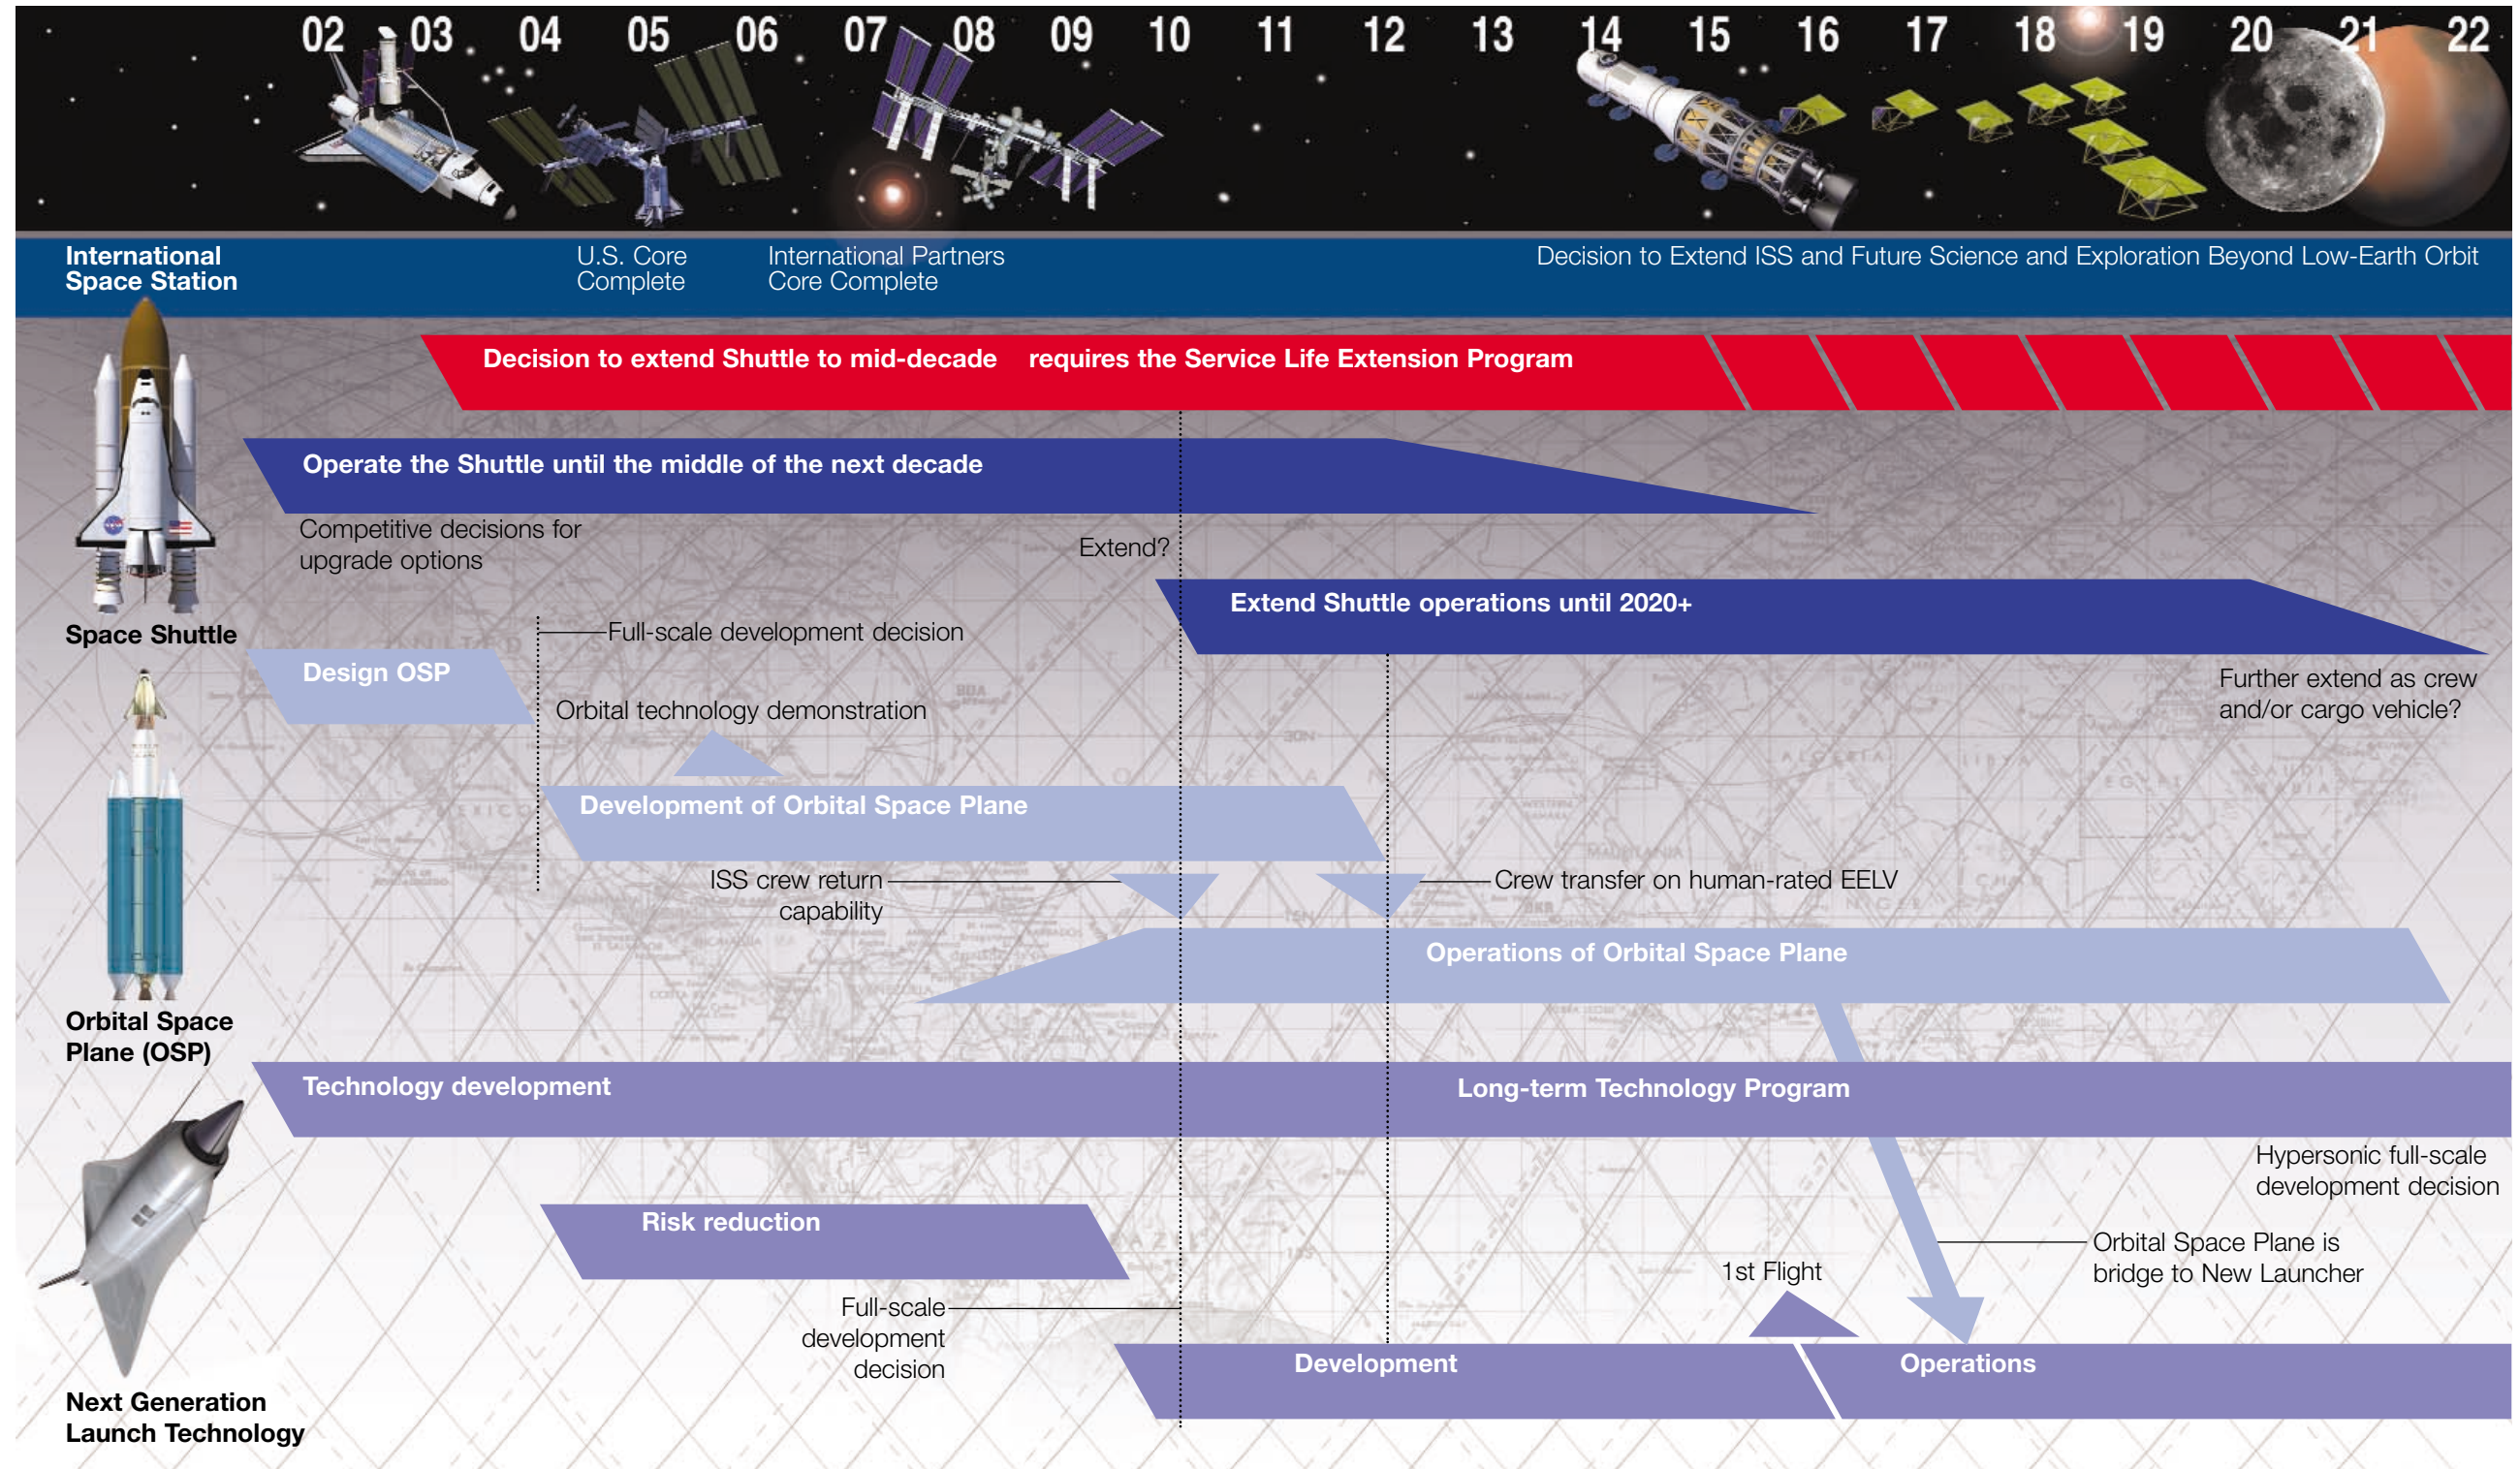 02 03 04 05 06 07 08 09 10 11 12 13 14 15 16 17 18 19 20 21 22
International
Space Station
U.S. Core
Complete
International Partners
Core Complete
Decision to Extend ISS and Future Science and Exploration Beyond Low-Earth Orbit
Decision to extend Shuttle to mid-decade requires the Service Life Extension Program
Operate the Shuttle until the middle of the next decade
Competitive decisions for
upgrade options
Extend?
Extend Shuttle operations until 2020+
Space Shuttle
Full-scale development decision
Design OSP
Further extend as crew
and/or cargo vehicle?
Orbital technology demonstration
Development of Orbital Space Plane
ISS crew return
capability
Crew transfer on human-rated EELV
Operations of Orbital Space Plane
Orbital Space
Plane (OSP)
Technology development
Long-term Technology Program
Hypersonic full-scale
development decision
Risk reduction
Orbital Space Plane is
bridge to New Launcher
1st Flight
Full-scale
development
decision
Development
Operations
Next Generation
Launch Technology